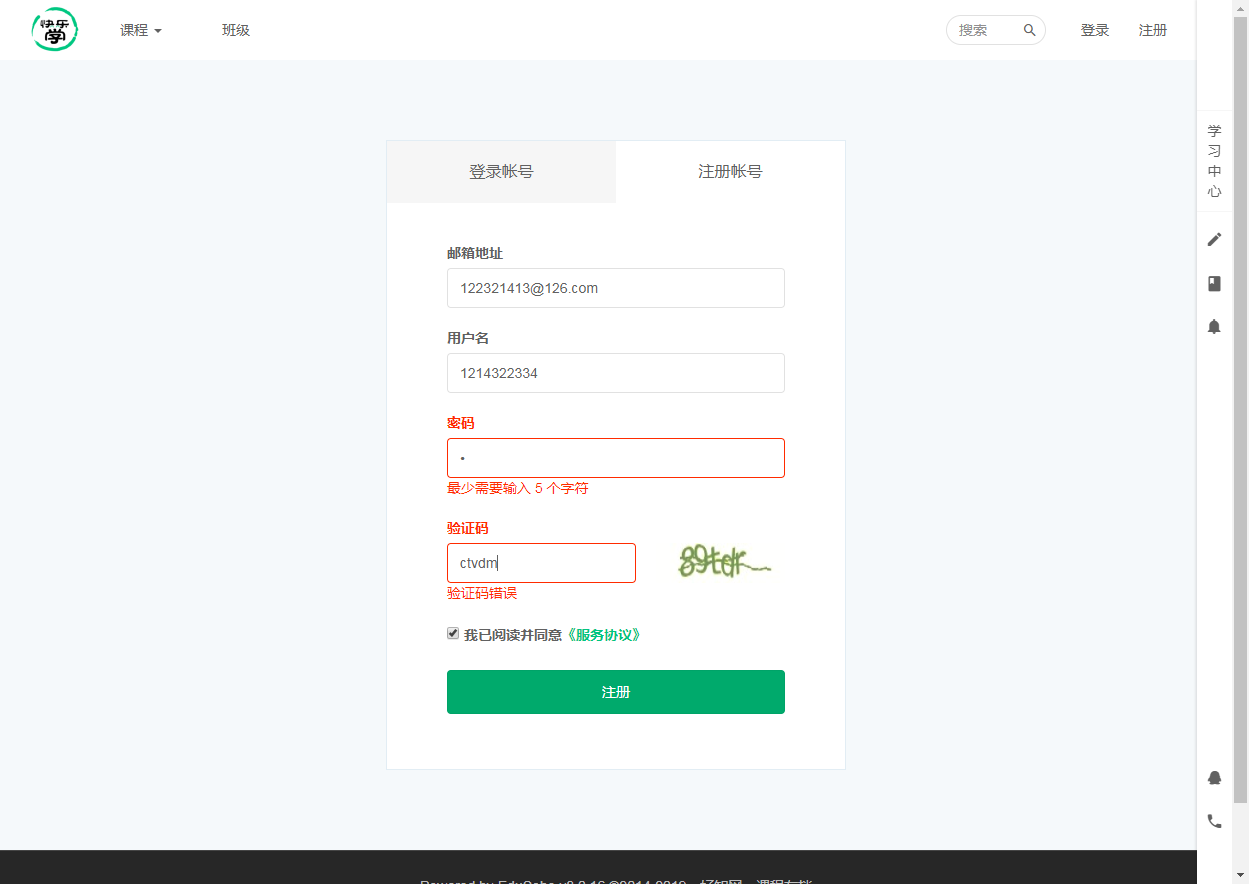 快乐
学
课程
班级
搜索
登录
注册
学
习
中
心
登录帐号
注册帐号
邮箱地址
122321413@126.com
用户名
1214322334
密码
•
最少需要输入 5 个字符
验证码
ctvdm
验证码错误
我已阅读并同意《服务协议》
注册